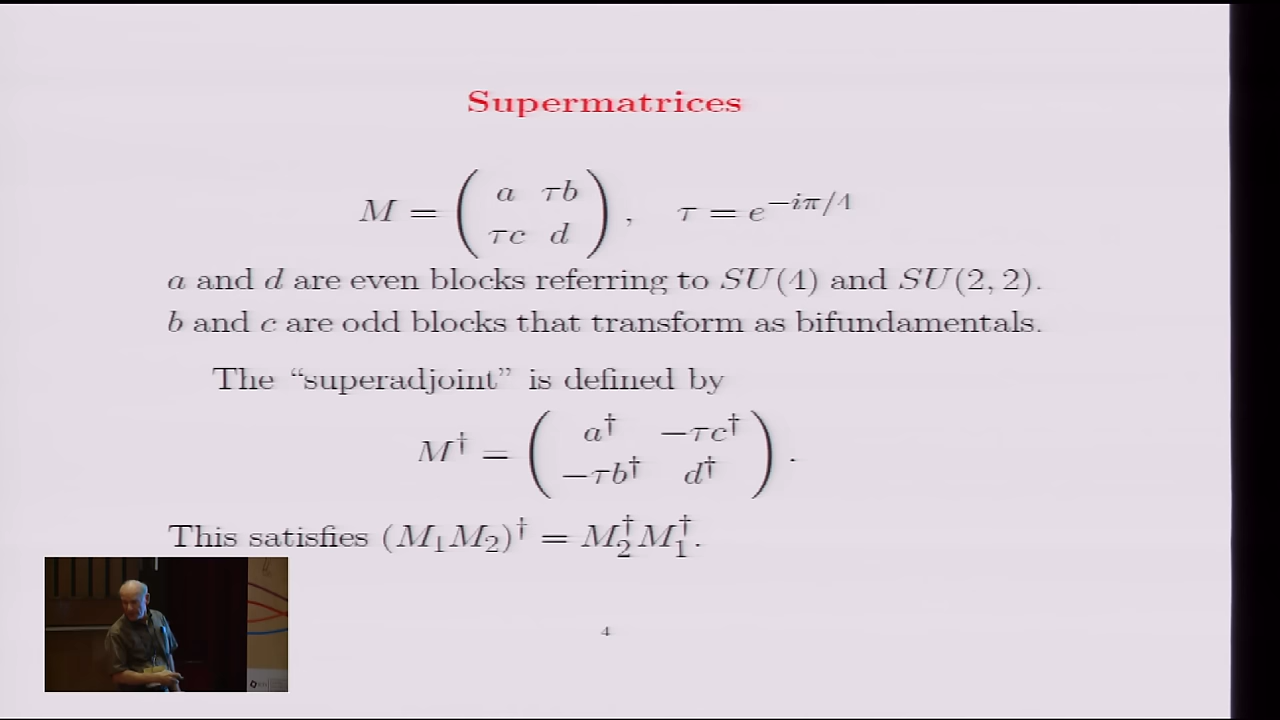 Supermatrices
M = ( a τb
τc d ), τ = e^{−iπ/4}
a and d are even blocks referring to SU(4) and SU(2, 2).
b and c are odd blocks that transform as bifundamentals.
The “superadjoint” is defined by
M† = ( a† −τc†
−τb† d† ).
This satisfies (M₁M₂)† = M₂†M₁†.
4